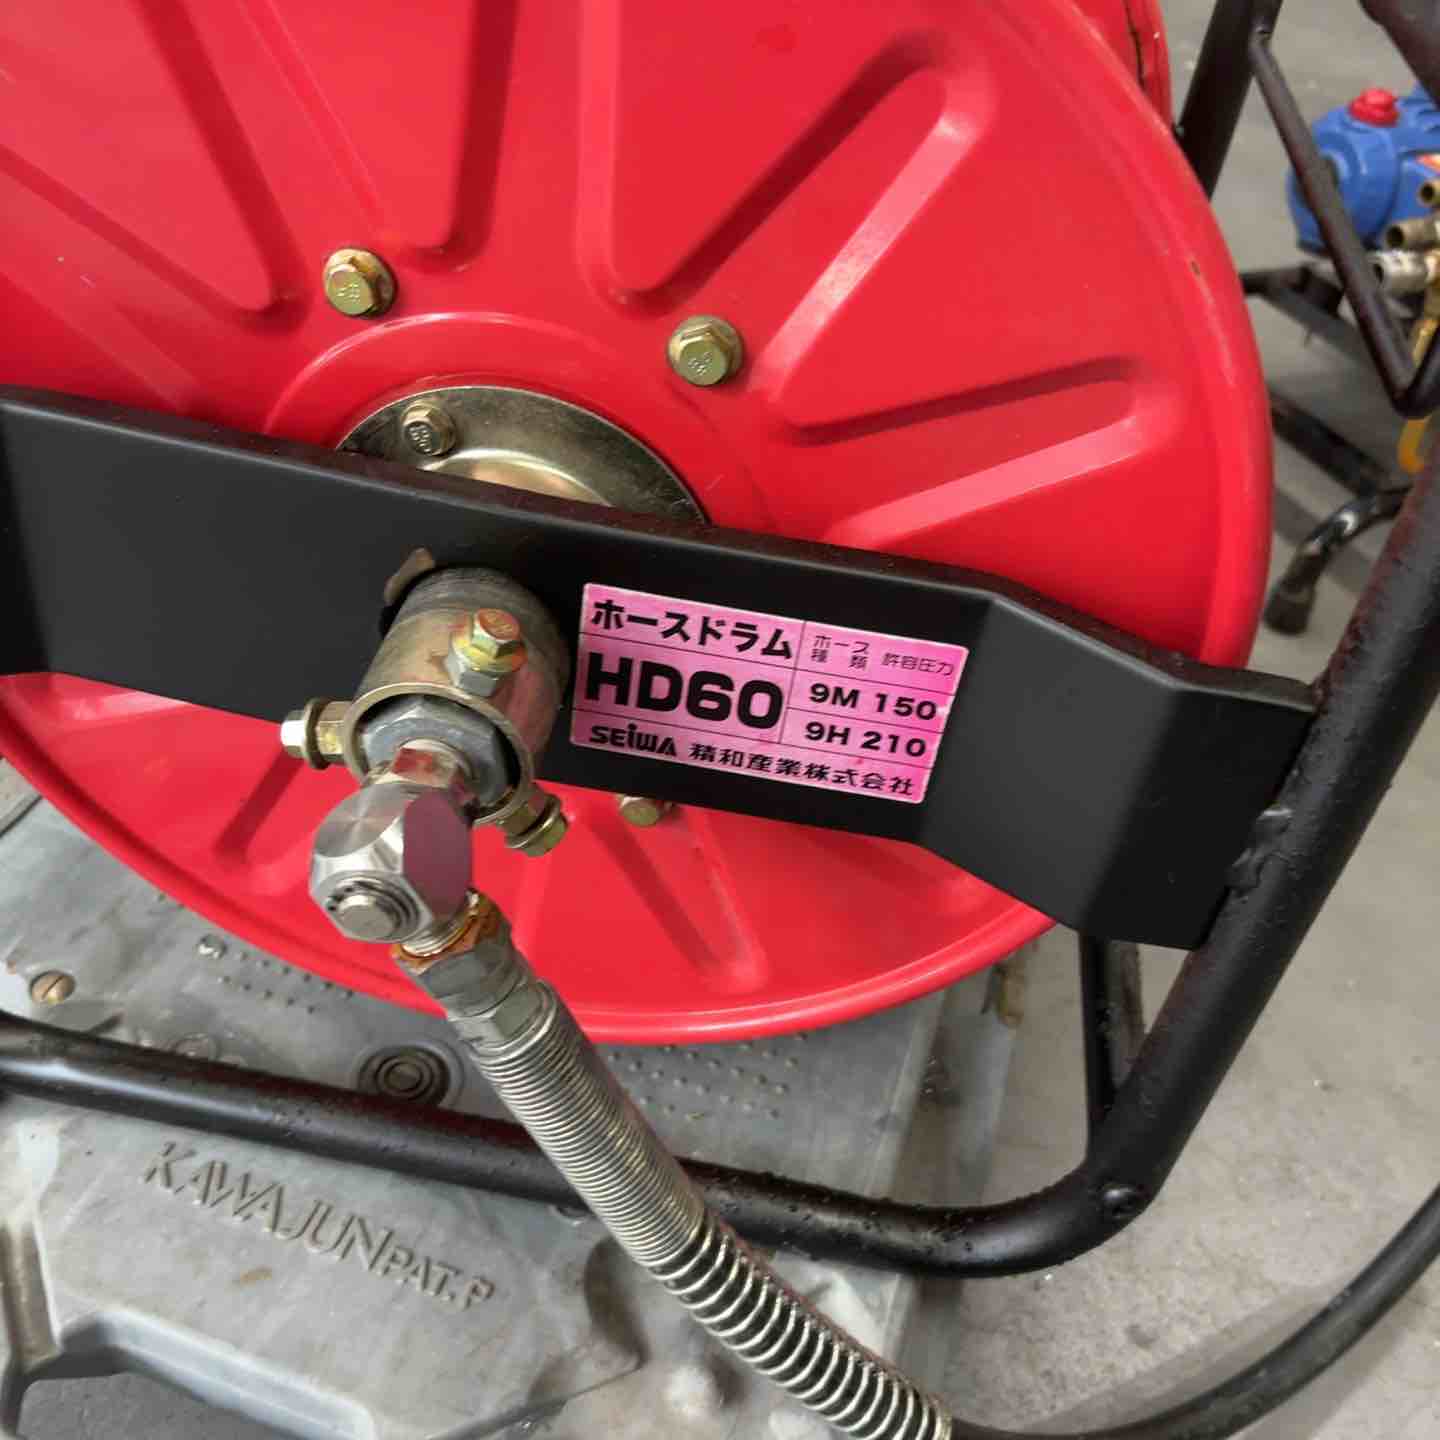 ホースドラム
ホース
種類 許容圧力
HD60
9M 150
9H 210
SEIWA 精和産業株式会社
KAWAJUN PAT.P